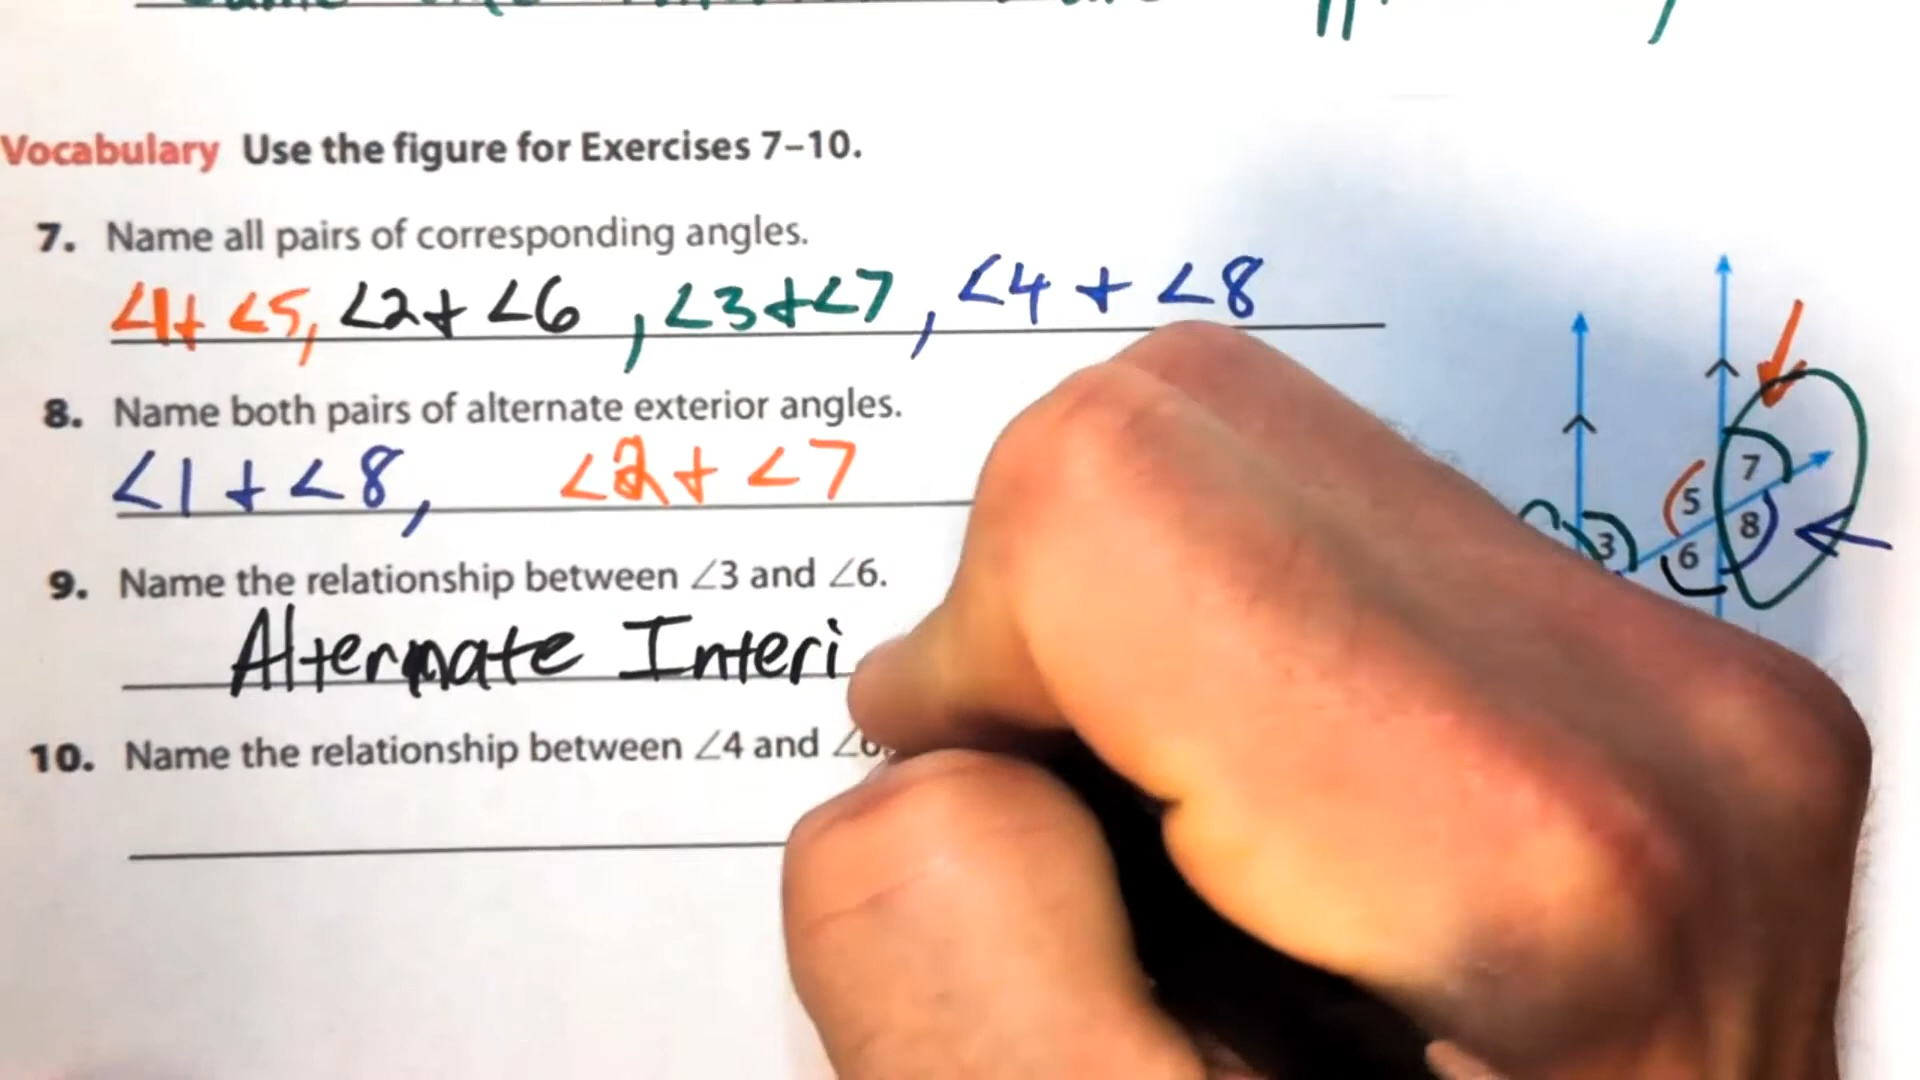 Vocabulary Use the figure for Exercises 7–10.
7. Name all pairs of corresponding angles.
∠1+ ∠5, ∠2+ ∠6, ∠3+∠7, ∠4 + ∠8
8. Name both pairs of alternate exterior angles.
∠1 + ∠8, ∠2+ ∠7
9. Name the relationship between ∠3 and ∠6.
Alternate Interi
10. Name the relationship between ∠4 and
7
5
8
3
6